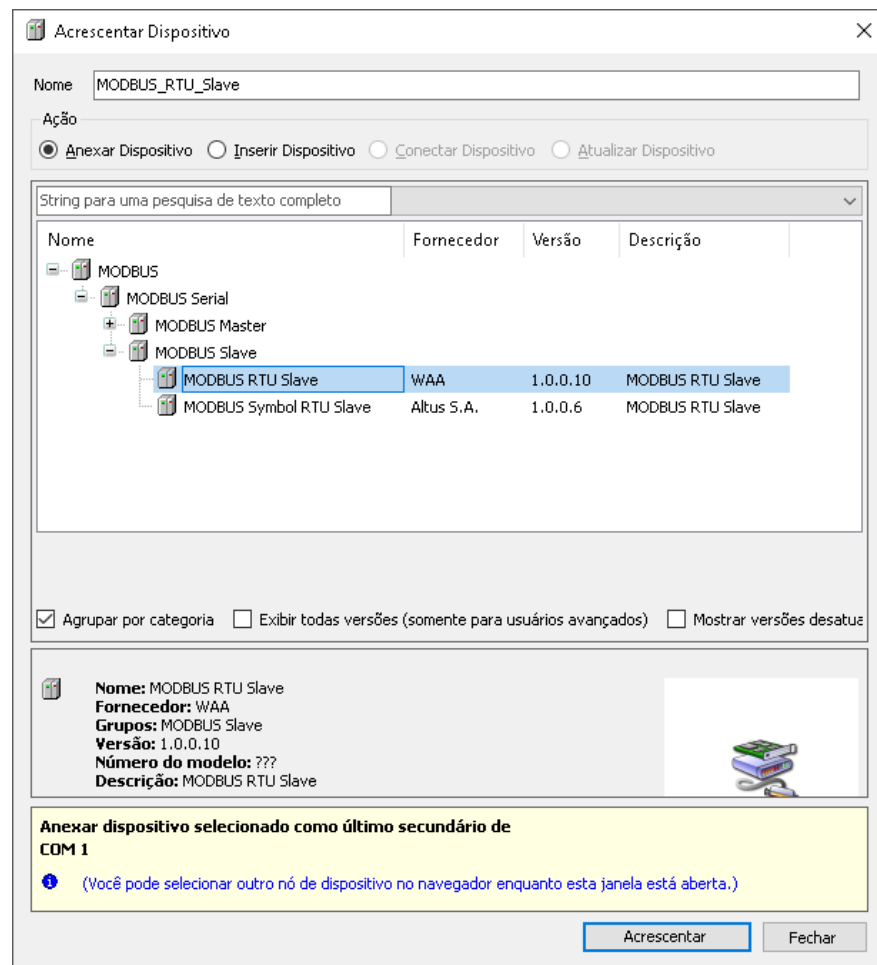 Acrescentar Dispositivo
Nome MODBUS_RTU_Slave
Ação
Anexar Dispositivo Inserir Dispositivo Conectar Dispositivo Atualizar Dispositivo
String para uma pesquisa de texto completo
Nome Fornecedor Versão Descrição
MODBUS
MODBUS Serial
MODBUS Master
MODBUS Slave
MODBUS RTU Slave WAA 1.0.0.10 MODBUS RTU Slave
MODBUS Symbol RTU Slave Altus S.A. 1.0.0.6 MODBUS RTU Slave
Agrupar por categoria Exibir todas versões (somente para usuários avançados) Mostrar versões desatua
Nome: MODBUS RTU Slave
Fornecedor: WAA
Grupos: MODBUS Slave
Versão: 1.0.0.10
Número do modelo: ???
Descrição: MODBUS RTU Slave
Anexar dispositivo selecionado como último secundário de
COM 1
(Você pode selecionar outro nó de dispositivo no navegador enquanto esta janela está aberta.)
Acrescentar Fechar